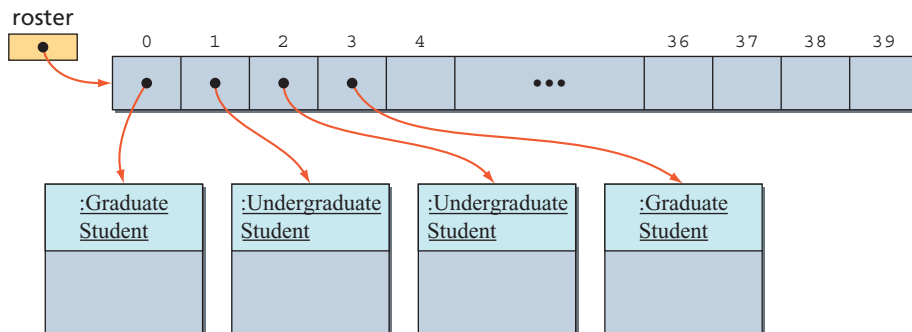 roster
0 1 2 3 4 ••• 36 37 38 39
:Graduate
Student
:Undergraduate
Student
:Undergraduate
Student
:Graduate
Student